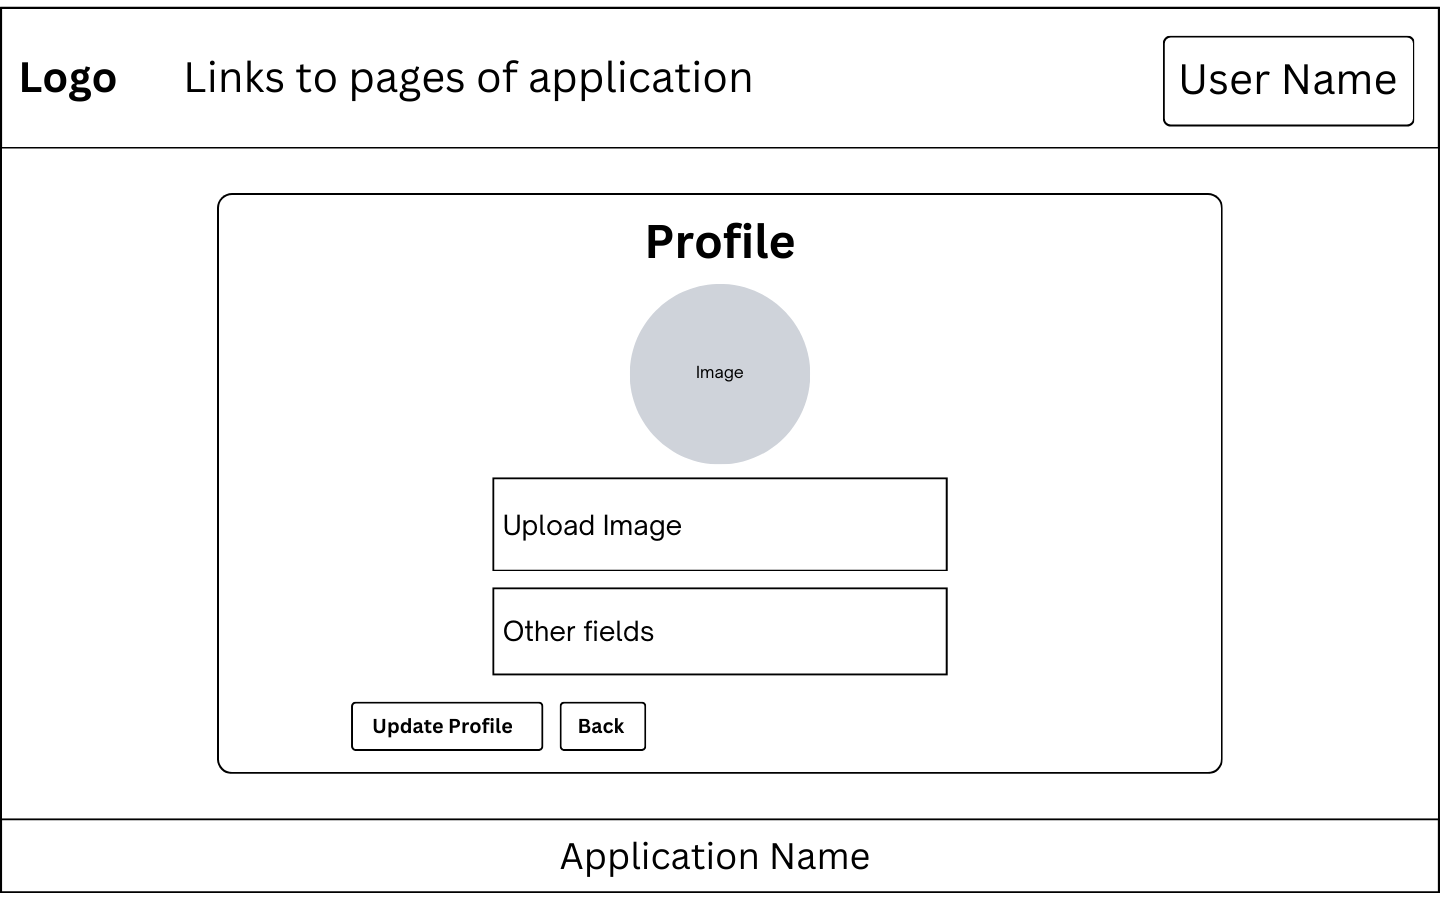 Logo
Links to pages of application
User Name
Profile
Image
Upload Image
Other fields
Update Profile
Back
Application Name